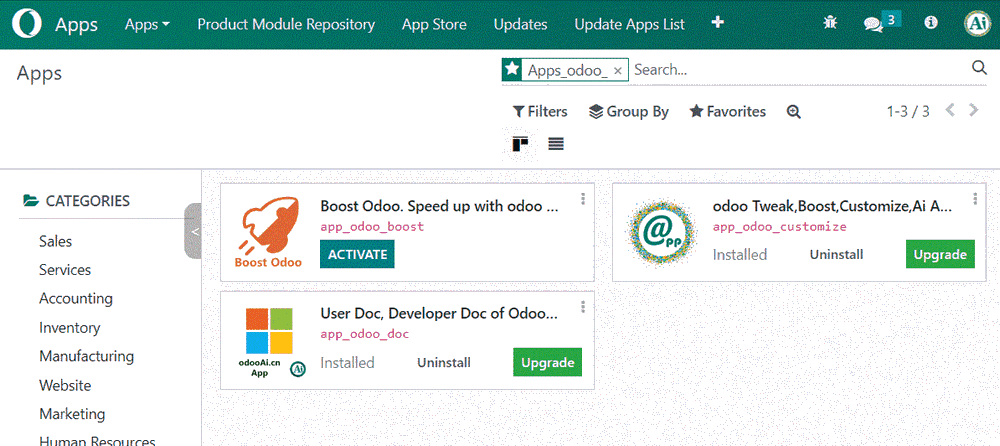 Apps Apps Product Module Repository App Store Updates Update Apps List 3 Ai
Apps
Apps_odoo_ × Search...
Filters Group By Favorites 1-3 / 3
CATEGORIES
Sales
Services
Accounting
Inventory
Manufacturing
Website
Marketing
Human Resources
<
Boost Odoo
Boost Odoo. Speed up with odoo ...
app_odoo_boost
ACTIVATE
@pp
odoo Tweak,Boost,Customize,Ai A...
app_odoo_customize
Installed Uninstall Upgrade
odooAi.cn
App
Ai
User Doc, Developer Doc of Odoo...
app_odoo_doc
Installed Uninstall Upgrade